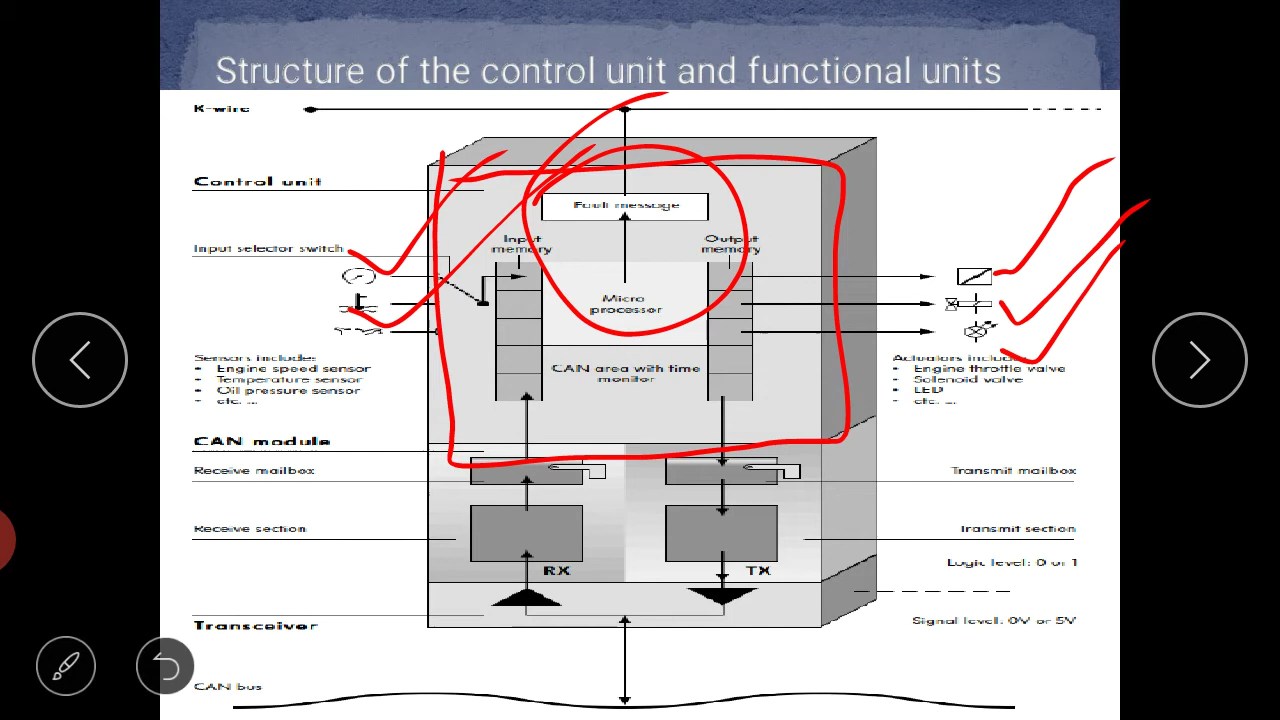 Structure of the control unit and functional units
K-wire
Control unit
Fault message
Input selector switch
Input memory
Output memory
Micro processor
Sensors include:
• Engine speed sensor
• Temperature sensor
• Oil pressure sensor
• etc. ...
CAN area with time monitor
Actuators include
• Engine throttle valve
• Solenoid valve
• LED
• etc. ...
CAN module
Receive mailbox
Transmit mailbox
Receive section
Transmit section
Logic level: 0 or 1
RX
TX
Transceiver
Signal level: 0V or 5V
CAN bus